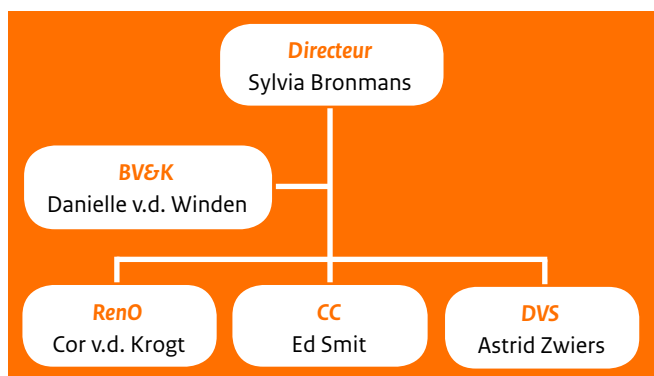 Directeur
Sylvia Bronmans
BV&K
Danielle v.d. Winden
RenO
Cor v.d. Krogt
CC
Ed Smit
DVS
Astrid Zwiers